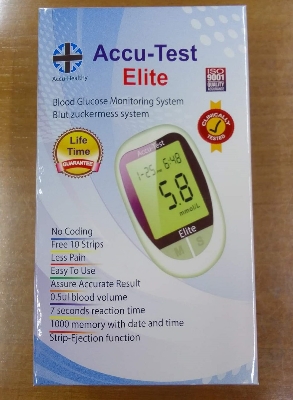 Accu-Healthy
Accu-Test
Elite
Blood Glucose Monitoring System
Blut zuckermess system
ISO
9001
QUALITY
Life
Time
GUARANTEE
CLINICALLY
TESTED
Accu-Test
1-25 6:48
5.8
mmol/L
Elite
M S
No Coding
Free 10 Strips
Less Pain
Easy To Use
Assure Accurate Result
0.5ul blood volume
7 seconds reaction time
1000 memory with date and time
Strip-Ejection function